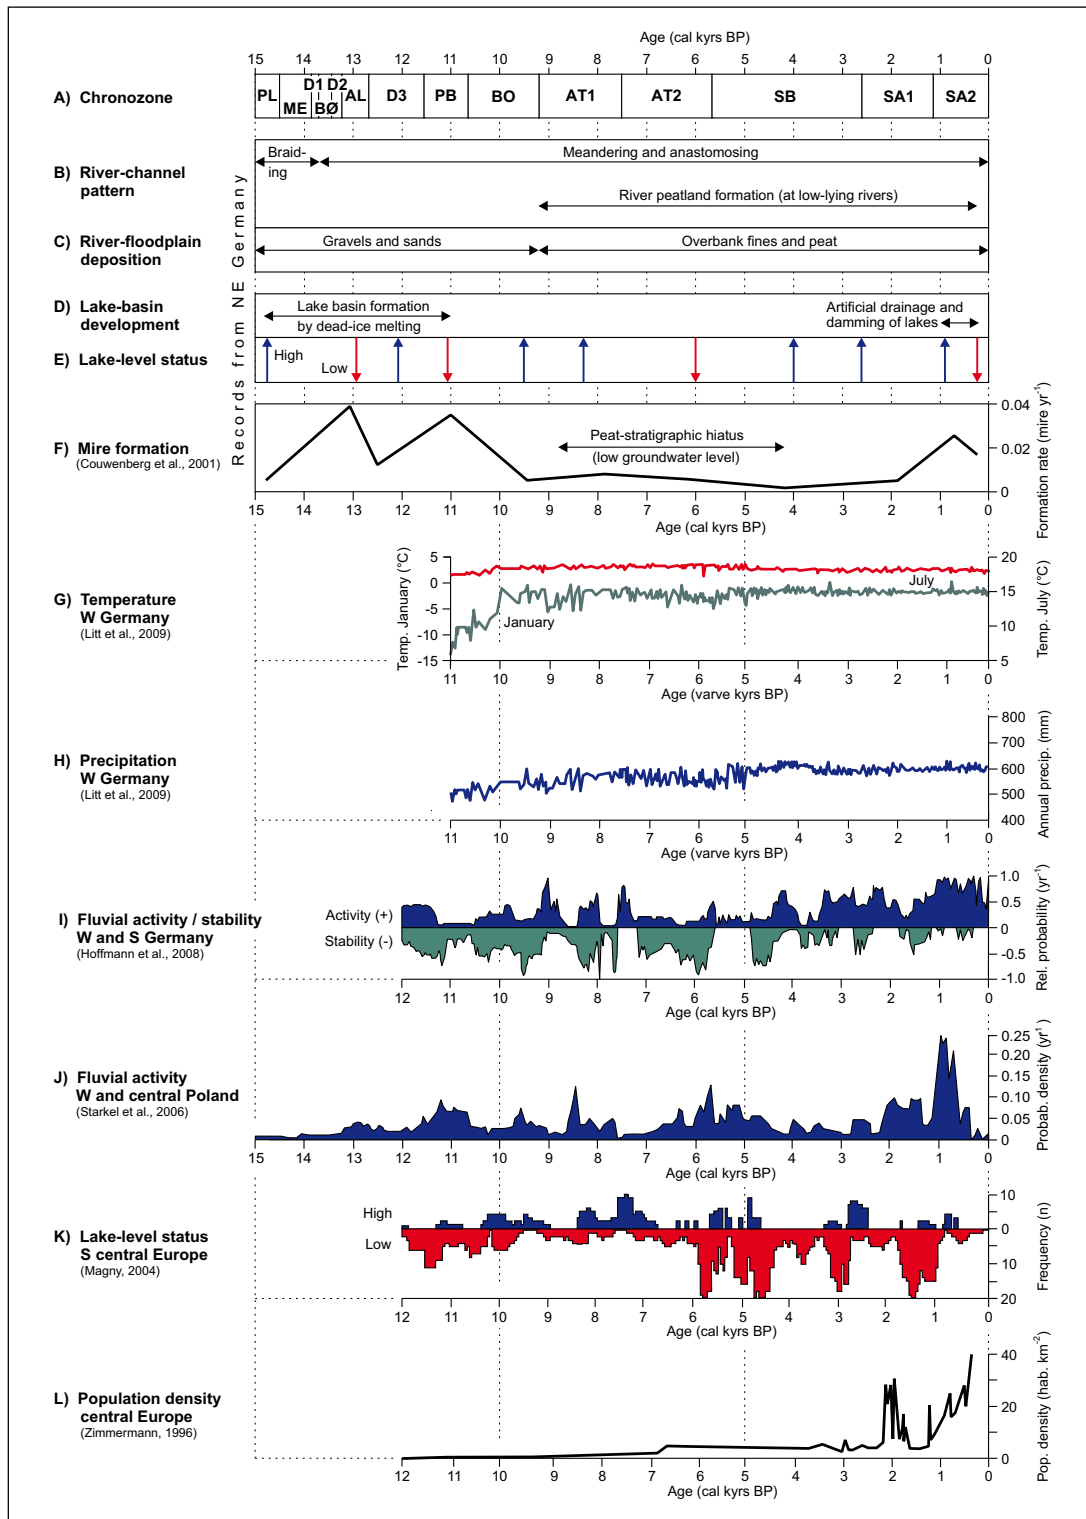 Age (cal kyrs BP)
15 14 13 12 11 10 9 8 7 6 5 4 3 2 1 0
A) Chronozone
PL ME D1 BØ D2 AL D3 PB BO AT1 AT2 SB SA1 SA2
Records from NE Germany
B) River-channel
pattern
Braid-
ing
Meandering and anastomosing
River peatland formation (at low-lying rivers)
C) River-floodplain
deposition
Gravels and sands
Overbank fines and peat
D) Lake-basin
development
Lake basin formation
by dead-ice melting
Artificial drainage and
damming of lakes
E) Lake-level status
High
Low
F) Mire formation
(Couwenberg et al., 2001)
Peat-stratigraphic hiatus
(low groundwater level)
0.04
0.02
0
Formation rate (mire yr-1)
15 14 13 12 11 10 9 8 7 6 5 4 3 2 1 0
Age (cal kyrs BP)
G) Temperature
W Germany
(Litt et al., 2009)
Temp. January (°C)
5
0
-5
-10
-15
January
July
20
15
10
5
Temp. July (°C)
11 10 9 8 7 6 5 4 3 2 1 0
Age (varve kyrs BP)
H) Precipitation
W Germany
(Litt et al., 2009)
800
700
600
500
400
Annual precip. (mm)
11 10 9 8 7 6 5 4 3 2 1 0
Age (varve kyrs BP)
I) Fluvial activity / stability
W and S Germany
(Hoffmann et al., 2008)
Activity (+)
Stability (-)
1.0
0.5
0
-0.5
-1.0
Rel. probability (yr-1)
12 11 10 9 8 7 6 5 4 3 2 1 0
Age (cal kyrs BP)
J) Fluvial activity
W and central Poland
(Starkel et al., 2006)
0.25
0.20
0.15
0.10
0.05
0
Probab. density (yr1)
15 14 13 12 11 10 9 8 7 6 5 4 3 2 1 0
Age (cal kyrs BP)
K) Lake-level status
S central Europe
(Magny, 2004)
High
Low
10
0
10
20
Frequency (n)
12 11 10 9 8 7 6 5 4 3 2 1 0
Age (cal kyrs BP)
L) Population density
central Europe
(Zimmermann, 1996)
40
20
0
Pop. density (hab. km-2)
12 11 10 9 8 7 6 5 4 3 2 1 0
Age (cal kyrs BP)